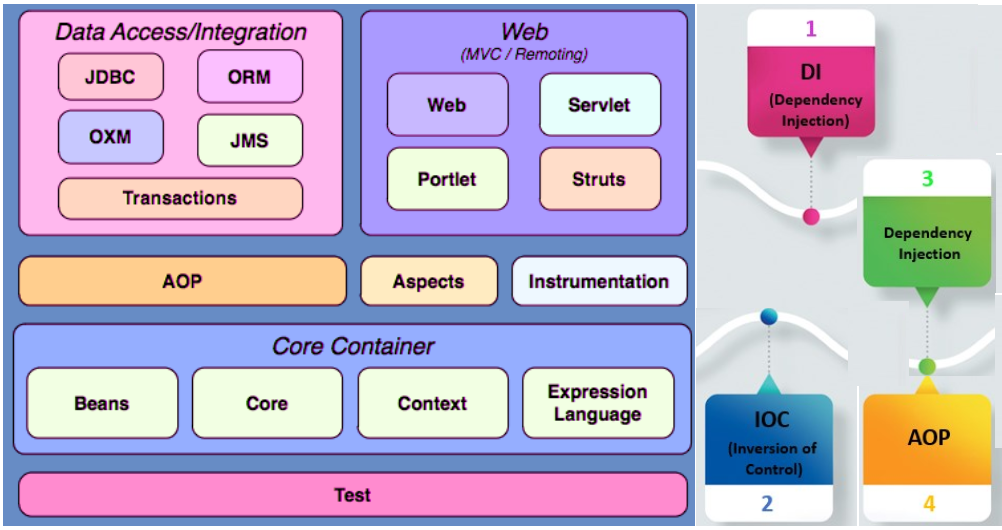 Data Access/Integration
JDBC
ORM
OXM
JMS
Transactions
Web
(MVC / Remoting)
Web
Servlet
Portlet
Struts
AOP
Aspects
Instrumentation
Core Container
Beans
Core
Context
Expression
Language
Test
1
DI
(Dependency
Injection)
3
Dependency
Injection
IOC
(Inversion of
Control)
2
AOP
4